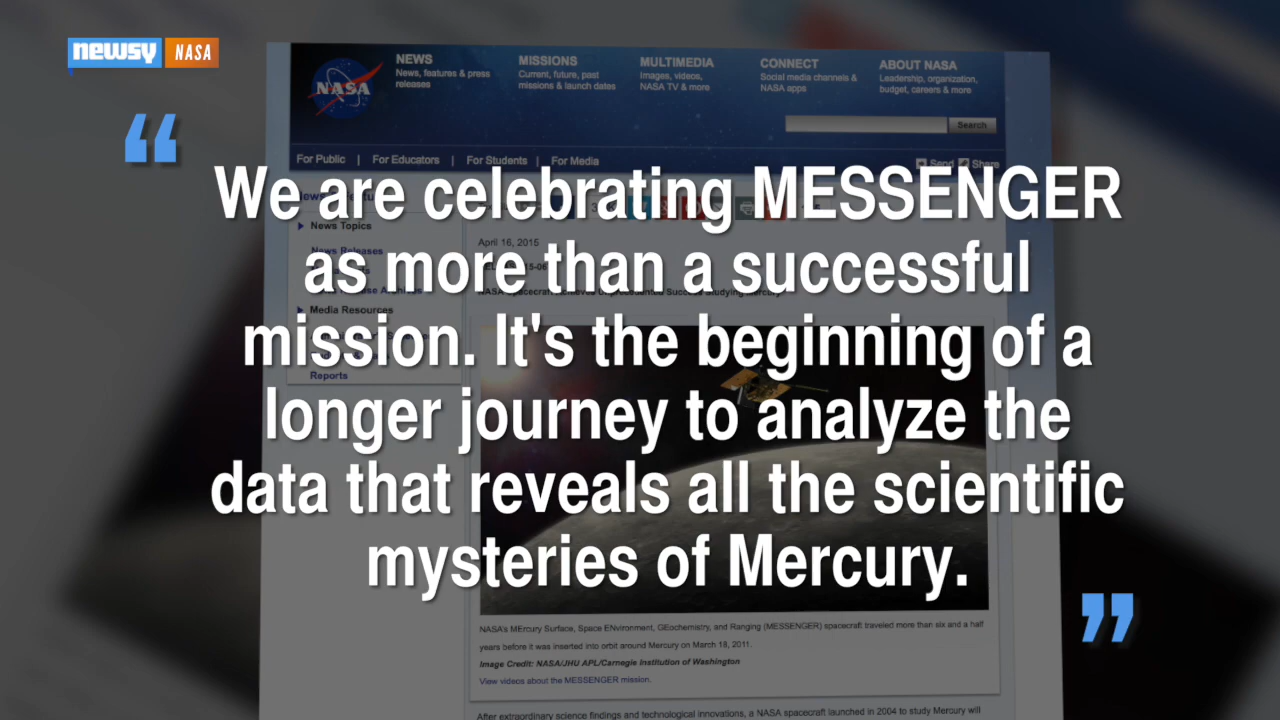 newsy NASA
NASA
NEWS
News, features & press
releases
MISSIONS
Current, future, past
missions & launch dates
MULTIMEDIA
Images, videos,
NASA TV & more
CONNECT
Social media channels &
NASA apps
ABOUT NASA
Leadership, organization,
budget, careers & more
Search
For Public | For Educators | For Students | For Media
Send Share
“
We are celebrating MESSENGER
as more than a successful
mission. It's the beginning of a
longer journey to analyze the
data that reveals all the scientific
mysteries of Mercury.
”
News Topics
News Releases
Media Resources
Reports
April 16, 2015
NASA's MErcury Surface, Space ENvironment, GEochemistry, and Ranging (MESSENGER) spacecraft traveled more than six and a half
years before it was inserted into orbit around Mercury on March 18, 2011.
Image Credit: NASA/JHU APL/Carnegie Institution of Washington
View videos about the MESSENGER mission.
After extraordinary science findings and technological innovations, a NASA spacecraft launched in 2004 to study Mercury will